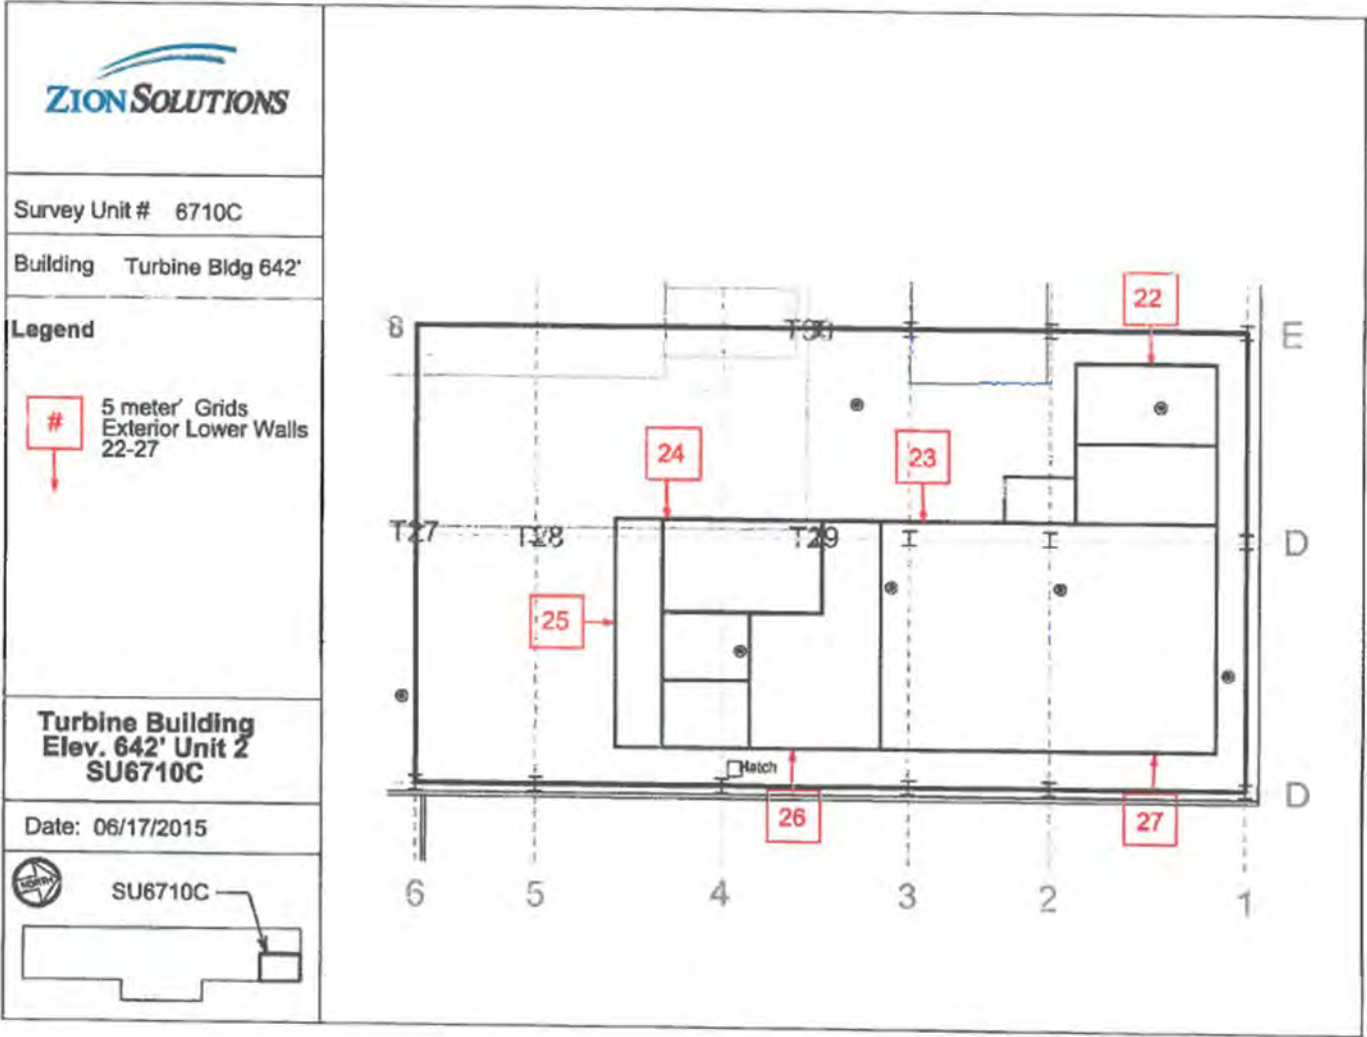 ZIONSOLUTIONS
Survey Unit # 6710C
Building Turbine Bldg 642'
Legend
#
5 meter' Grids
Exterior Lower Walls
22-27
Turbine Building
Elev. 642' Unit 2
SU6710C
Date: 06/17/2015
NORTH
SU6710C
22
E
24
23
T27
T28
T29
D
25
Hatch
D
26
27
6
5
4
3
2
1